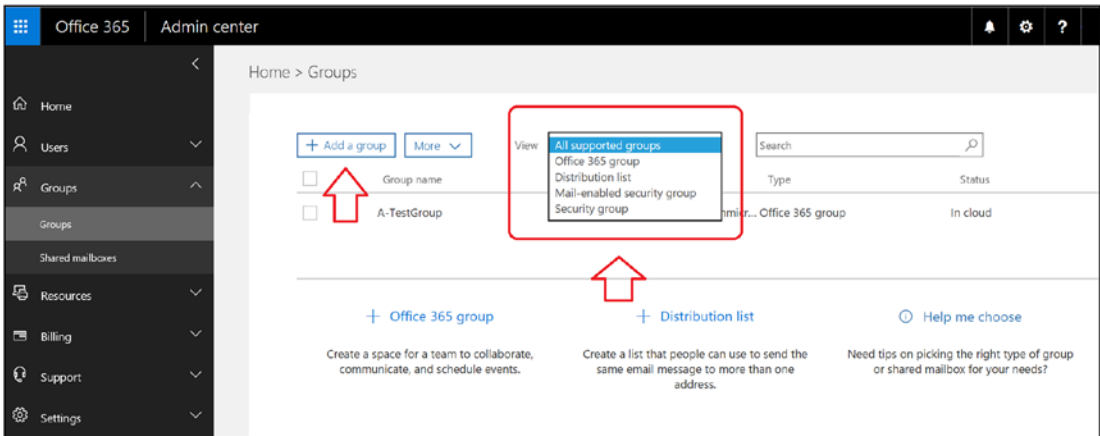 Office 365 Admin center ?
Home > Groups
Home
Users
Groups
Groups
Shared mailboxes
Resources
Billing
Support
Settings
+ Add a group More View All supported groups Search
Office 365 group
Distribution list
Mail-enabled security group
Security group
Group name Type Status
A-TestGroup nmicr... Office 365 group In cloud
+ Office 365 group
Create a space for a team to collaborate,
communicate, and schedule events.
+ Distribution list
Create a list that people can use to send the
same email message to more than one
address.
Help me choose
Need tips on picking the right type of group
or shared mailbox for your needs?